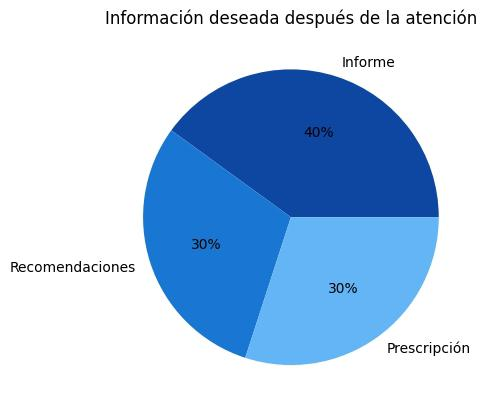 Información deseada después de la atención
Informe
40%
30%
Recomendaciones
30%
Prescripción